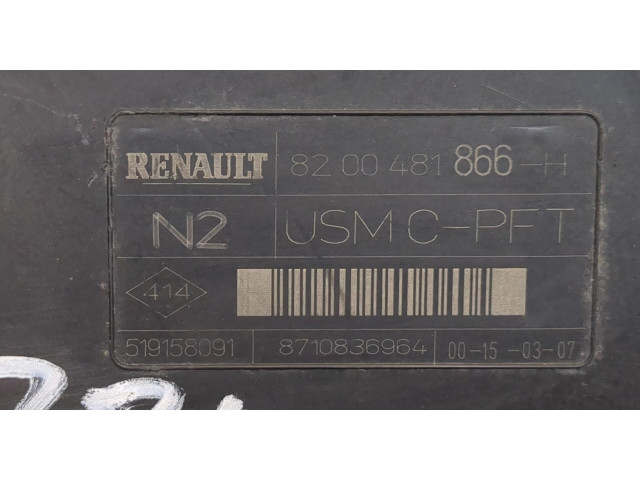 RENAULT 82 00 481 866-H
N2 USM C-PFT
414
519158091 8710836964 00-15-03-07